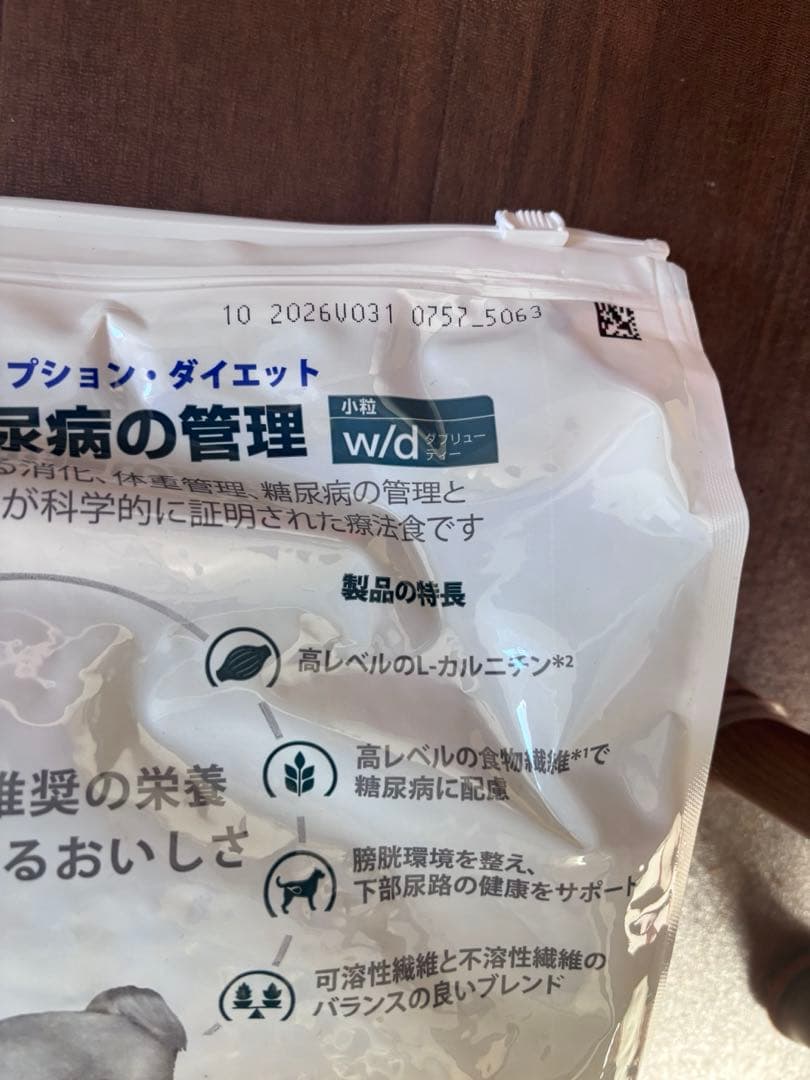 10 2026V031 0757_5063
プション・ダイエット
尿病の管理
小粒
w/d ダブリュー
ディー
る消化、体重管理、糖尿病の管理と
が科学的に証明された療法食です
製品の特長
高レベルのL-カルニチン*2
高レベルの食物繊維*1で
糖尿病に配慮
推奨の栄養
るおいしさ
膀胱環境を整え、
下部尿路の健康をサポート
可溶性繊維と不溶性繊維の
バランスの良いブレンド